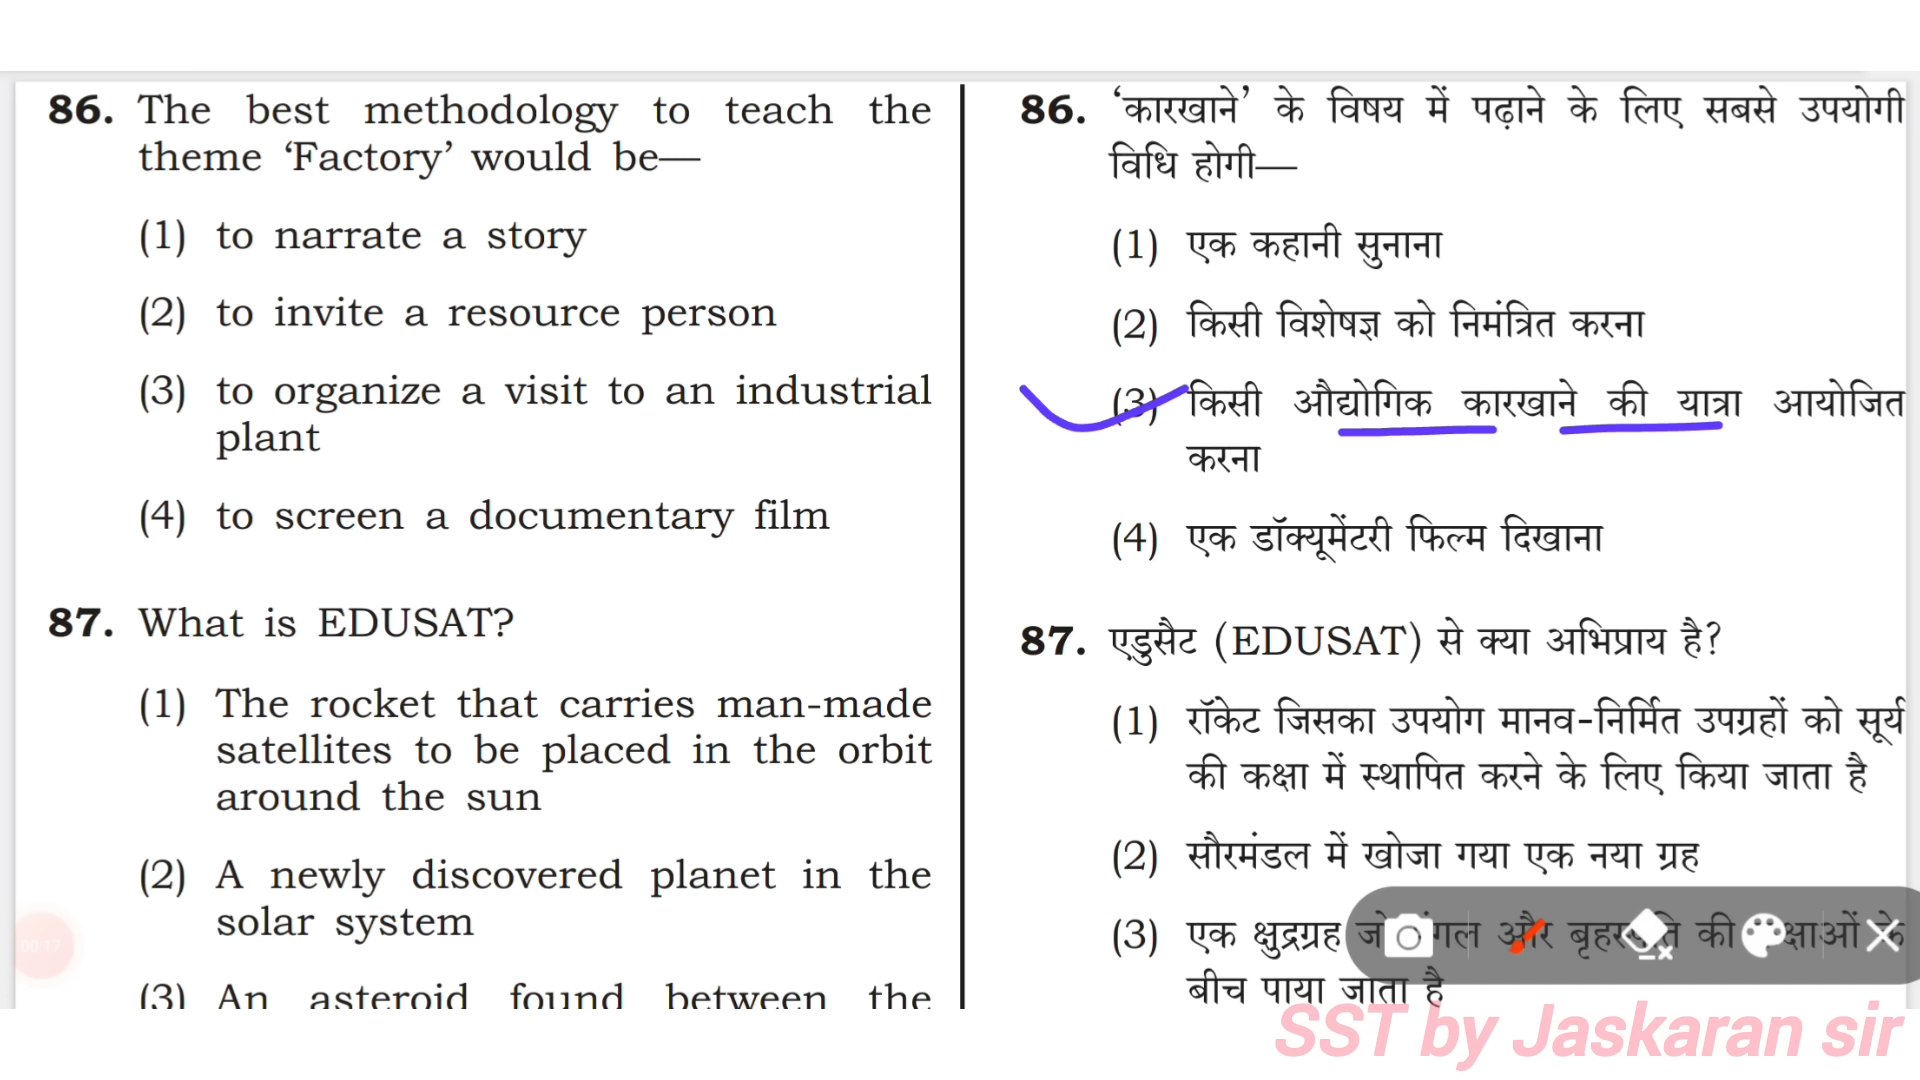 86. The best methodology to teach the
theme ‘Factory’ would be—
(1) to narrate a story
(2) to invite a resource person
(3) to organize a visit to an industrial
plant
(4) to screen a documentary film
87. What is EDUSAT?
(1) The rocket that carries man-made
satellites to be placed in the orbit
around the sun
(2) A newly discovered planet in the
solar system
(3) An asteroid found between the
86. ‘कारखाने’ के विषय में पढ़ाने के लिए सबसे उपयोगी
विधि होगी—
(1) एक कहानी सुनाना
(2) किसी विशेषज्ञ को निमंत्रित करना
(3) किसी औद्योगिक कारखाने की यात्रा आयोजित
करना
(4) एक डॉक्यूमेंटरी फिल्म दिखाना
87. एडुसैट (EDUSAT) से क्या अभिप्राय है?
(1) रॉकेट जिसका उपयोग मानव-निर्मित उपग्रहों को सूर्य
की कक्षा में स्थापित करने के लिए किया जाता है
(2) सौरमंडल में खोजा गया एक नया ग्रह
(3) एक क्षुद्रग्रह जो और की के
बीच पाया जाता है
00:17
SST by Jaskaran sir